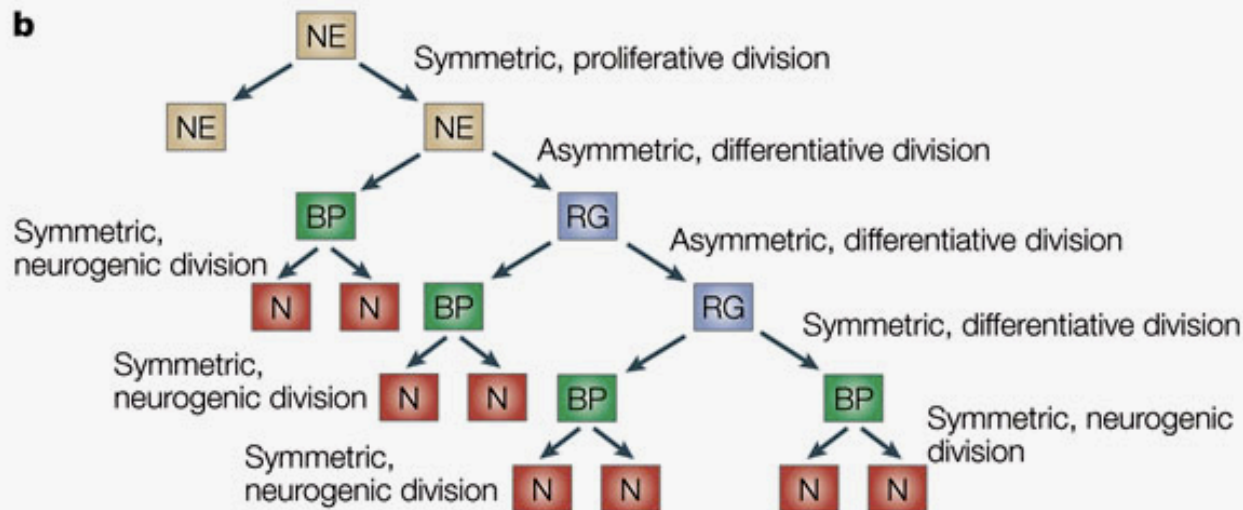 b
NE
Symmetric, proliferative division
NE
NE
Asymmetric, differentiative division
BP
RG
Symmetric,
neurogenic division
Asymmetric, differentiative division
N
N
BP
RG
Symmetric, differentiative division
Symmetric,
neurogenic division
N
N
BP
BP
Symmetric, neurogenic
division
Symmetric,
neurogenic division
N
N
N
N